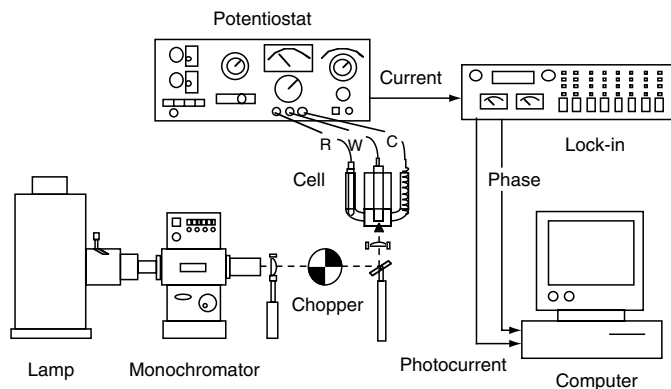 Potentiostat
Current
R W C
Lock-in
Cell
Phase
Chopper
Photocurrent
Lamp
Monochromator
Computer